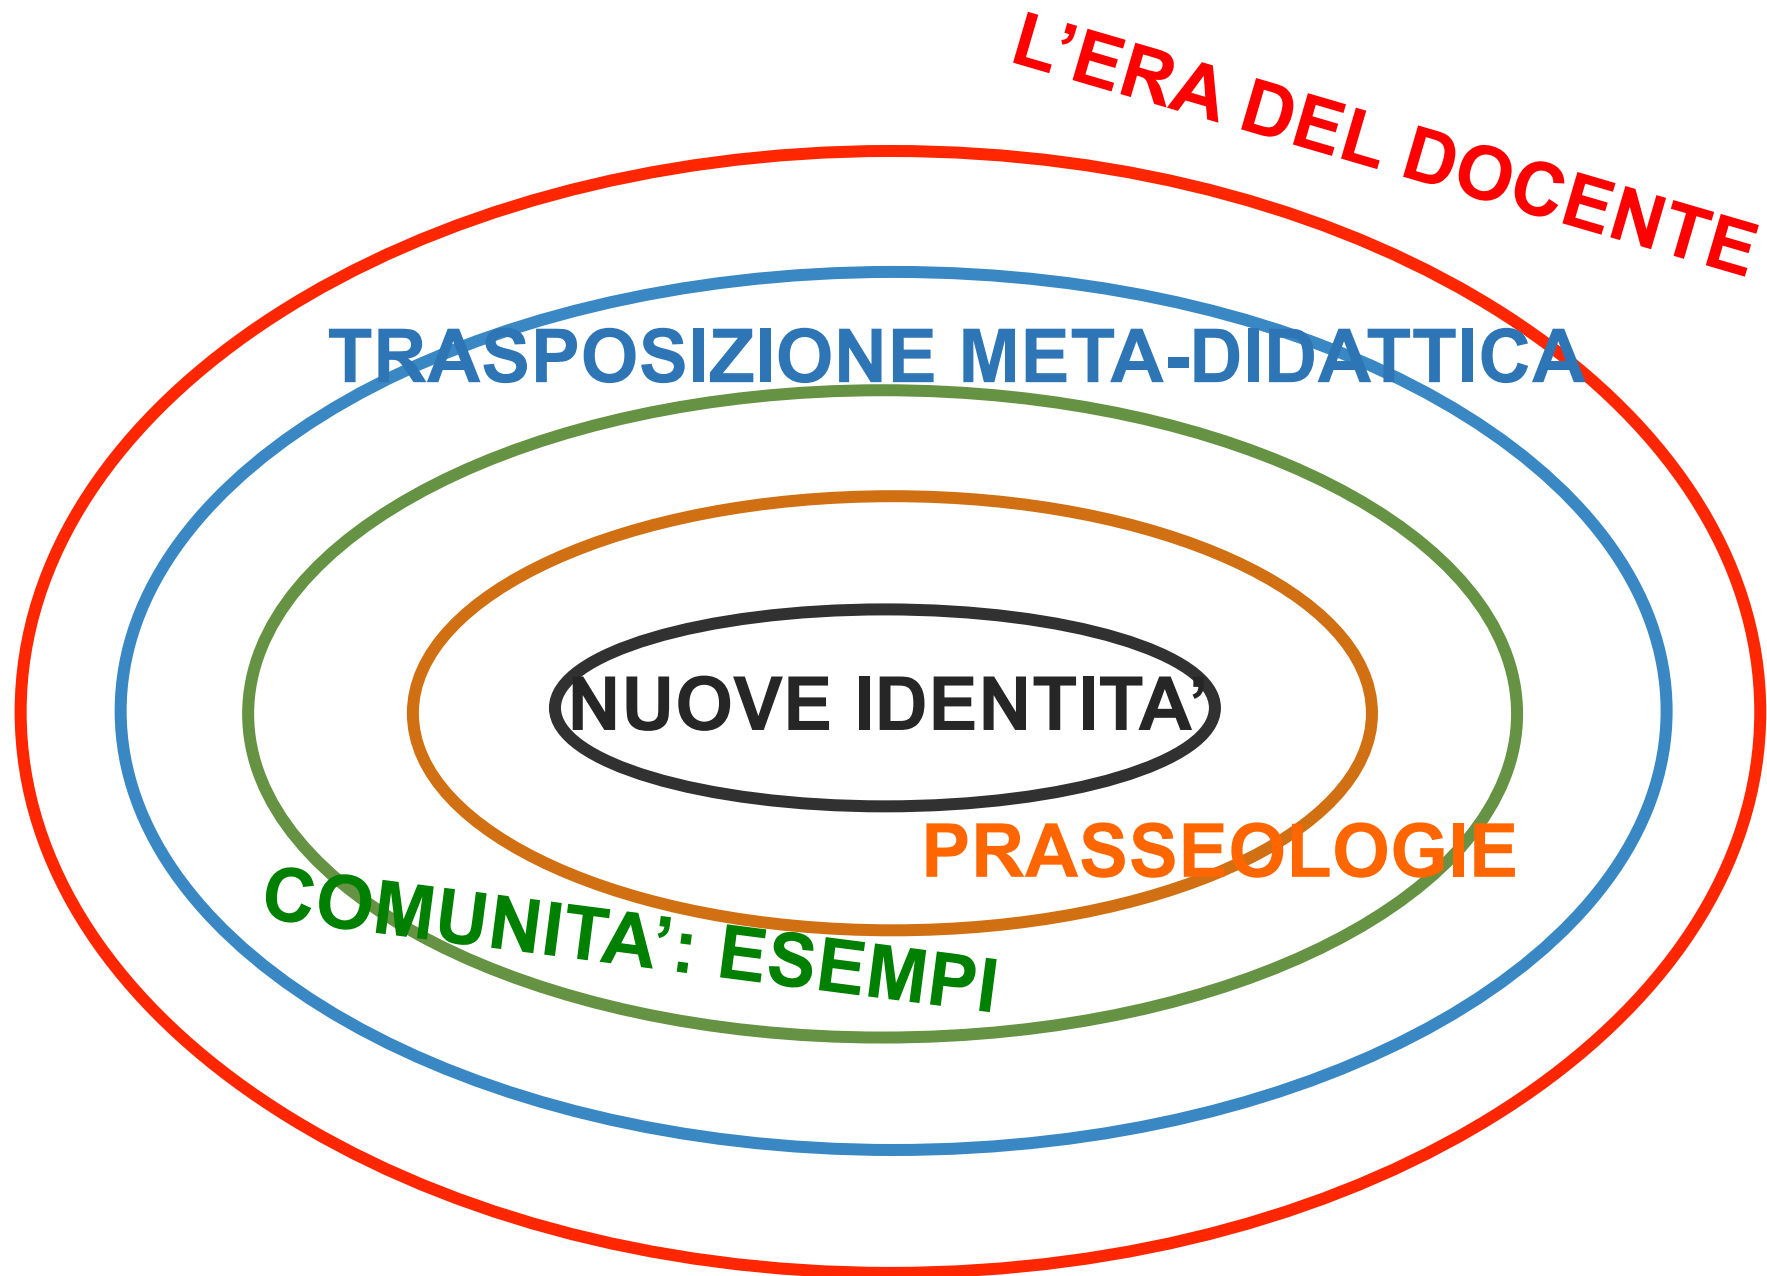 L’ERA DEL DOCENTE
TRASPOSIZIONE META-DIDATTICA
NUOVE IDENTITA’
PRASSEOLOGIE
COMUNITA’: ESEMPI